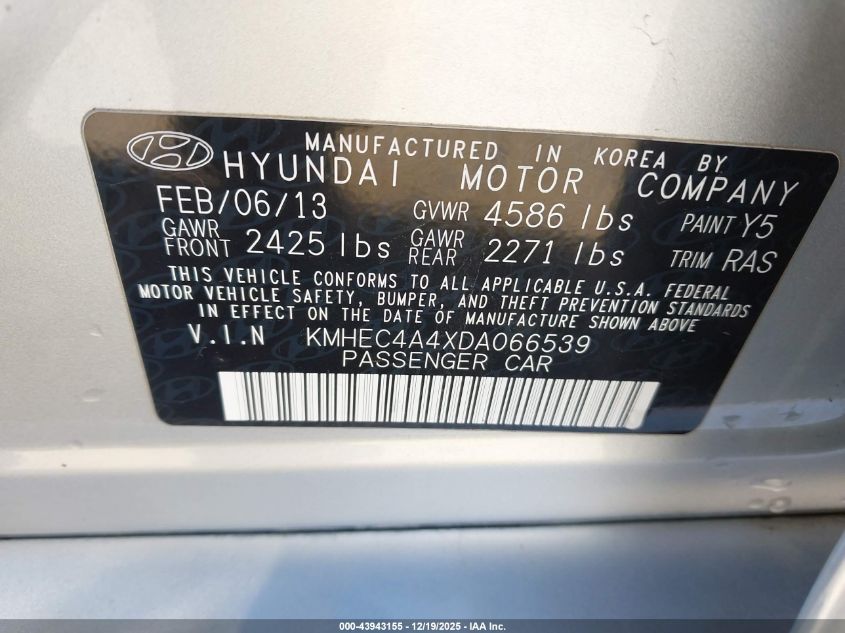 MANUFACTURED IN KOREA BY
HYUNDAI MOTOR COMPANY
FEB/06/13 GVWR 4586 lbs PAINT Y5
GAWR FRONT 2425 lbs GAWR REAR 2271 lbs TRIM RAS
THIS VEHICLE CONFORMS TO ALL APPLICABLE U.S.A. FEDERAL
MOTOR VEHICLE SAFETY, BUMPER, AND THEFT PREVENTION STANDARDS
IN EFFECT ON THE DATE OF MANUFACTURE SHOWN ABOVE
V.I.N KMHEC4A4XDA066539
PASSENGER CAR
000-43943155 - 12/19/2025 - IAA Inc.